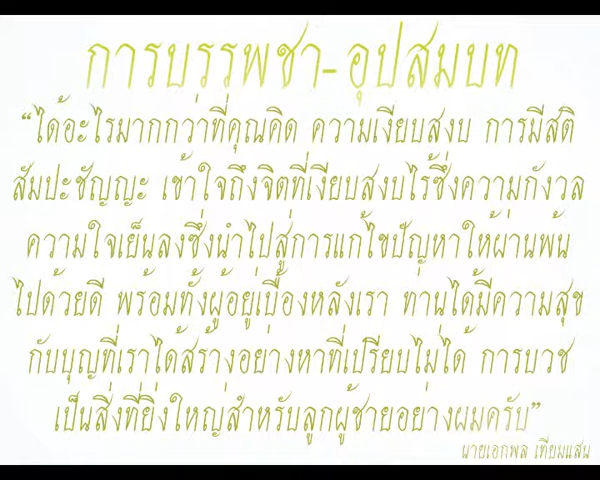 การบรรพชา-อุปสมบท
“ได้อะไรมากกว่าที่คุณคิด ความเงียบสงบ การมีสติ
สัมปะชัญญะ เข้าใจถึงจิตที่เงียบสงบไร้ซึ่งความกังวล
ความใจเย็นลงซึ่งนำไปสู่การแก้ไขปัญหาให้ผ่านพ้น
ไปด้วยดี พร้อมทั้งผู้อยู่เบื้องหลังเรา ท่านได้มีความสุข
กับบุญที่เราได้สร้างอย่างหาที่เปรียบไม่ได้ การบวช
เป็นสิ่งที่ยิ่งใหญ่สำหรับลูกผู้ชายอย่างผมครับ”
นายเอกพล เทียมแสน